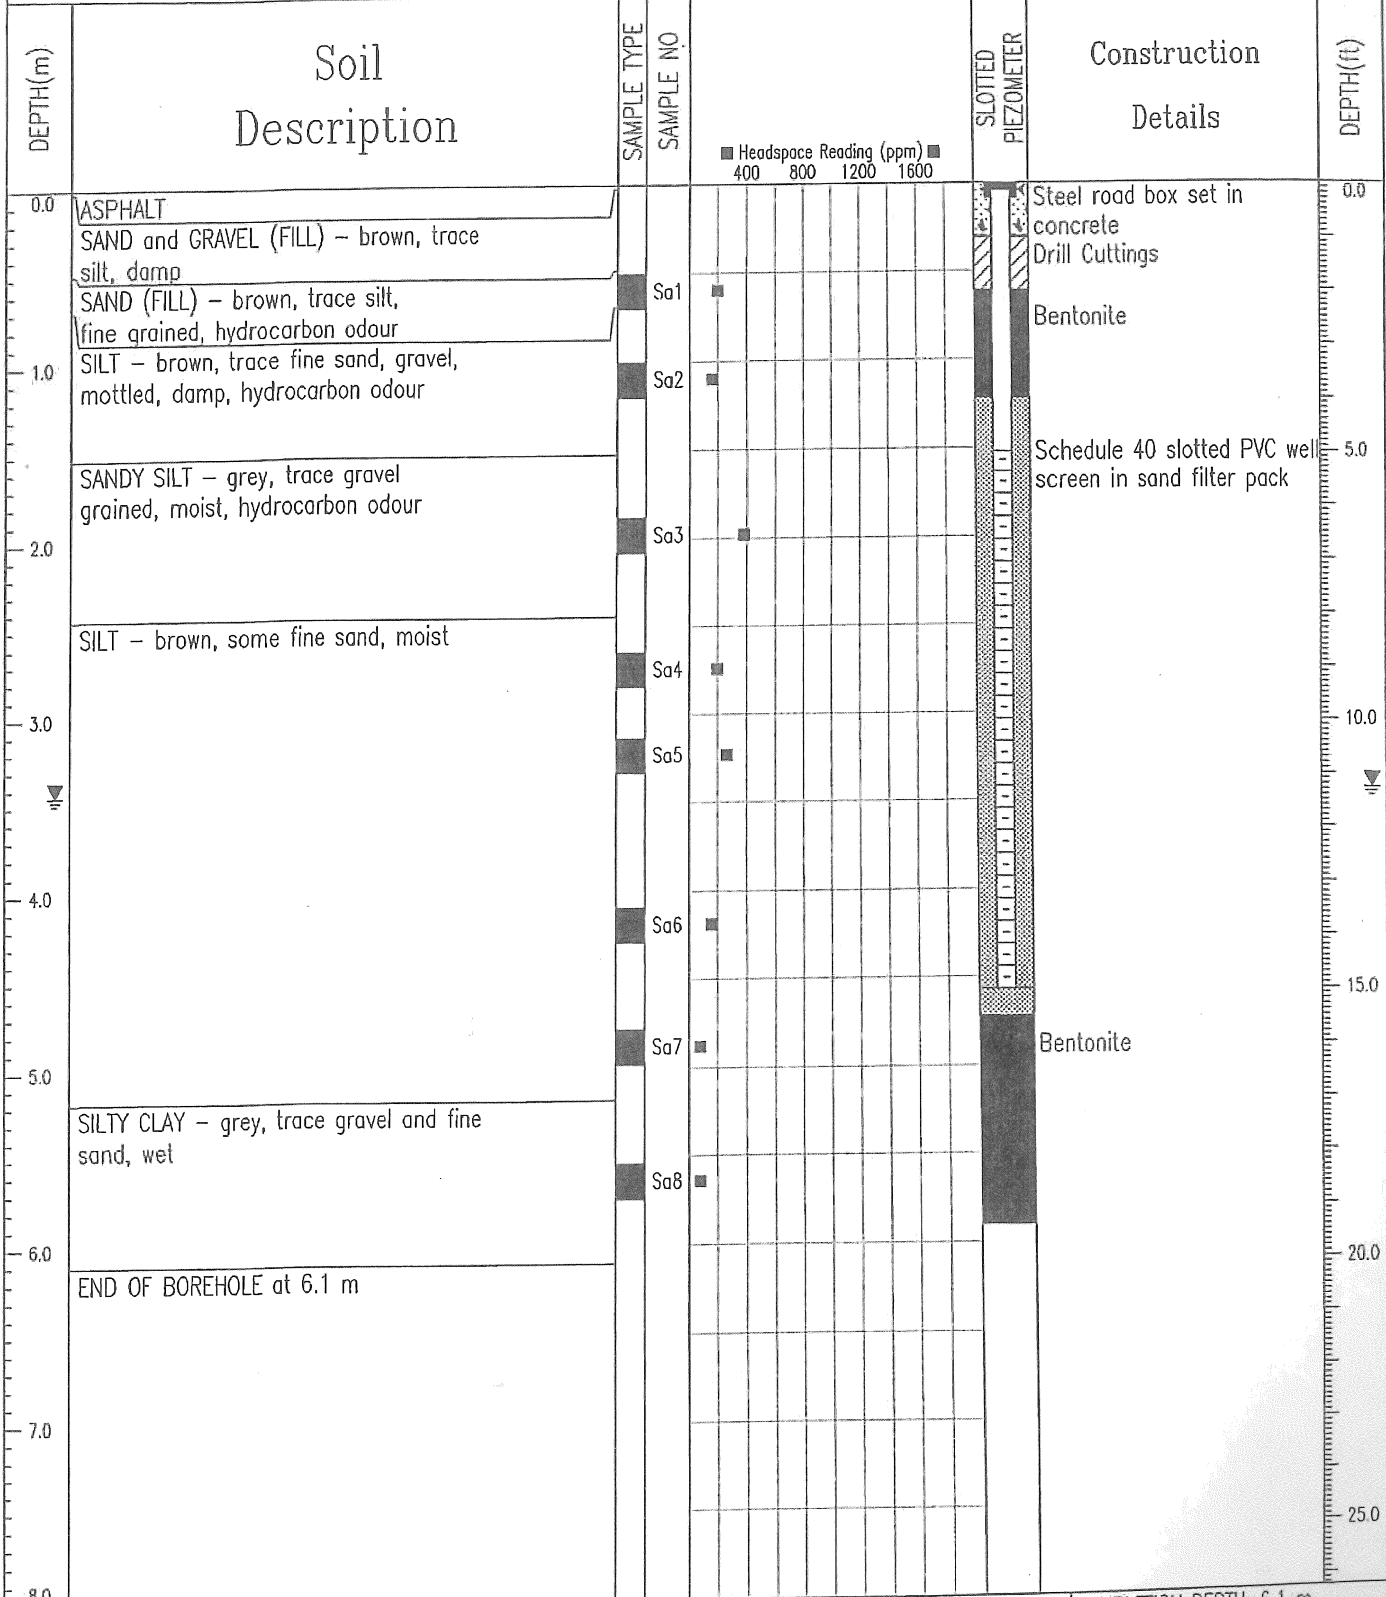 DEPTH(m)
Soil
Description
SAMPLE TYPE
SAMPLE NO
■ Headspace Reading (ppm) ■
400 800 1200 1600
SLOTTED
PIEZOMETER
Construction
Details
DEPTH(ft)
0.0
ASPHALT
SAND and GRAVEL (FILL) – brown, trace
silt, damp
SAND (FILL) – brown, trace silt,
fine grained, hydrocarbon odour
SILT – brown, trace fine sand, gravel,
mottled, damp, hydrocarbon odour
SANDY SILT – grey, trace gravel
grained, moist, hydrocarbon odour
SILT – brown, some fine sand, moist
SILTY CLAY – grey, trace gravel and fine
sand, wet
END OF BOREHOLE at 6.1 m
1.0
2.0
3.0
4.0
5.0
6.0
7.0
8.0
Sa1
Sa2
Sa3
Sa4
Sa5
Sa6
Sa7
Sa8
Steel road box set in
concrete
Drill Cuttings
Bentonite
Schedule 40 slotted PVC well
screen in sand filter pack
Bentonite
0.0
5.0
10.0
15.0
20.0
25.0
DEPTH 6.1 m